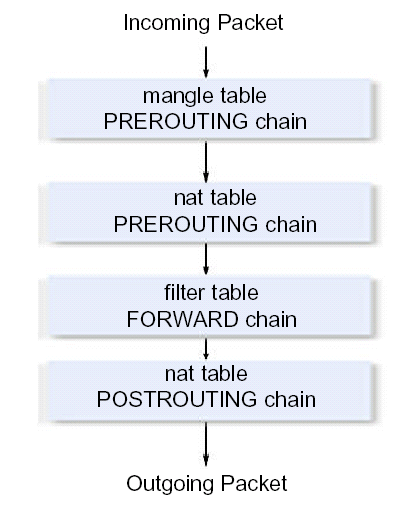 Incoming Packet
mangle table
PREROUTING chain
nat table
PREROUTING chain
filter table
FORWARD chain
nat table
POSTROUTING chain
Outgoing Packet